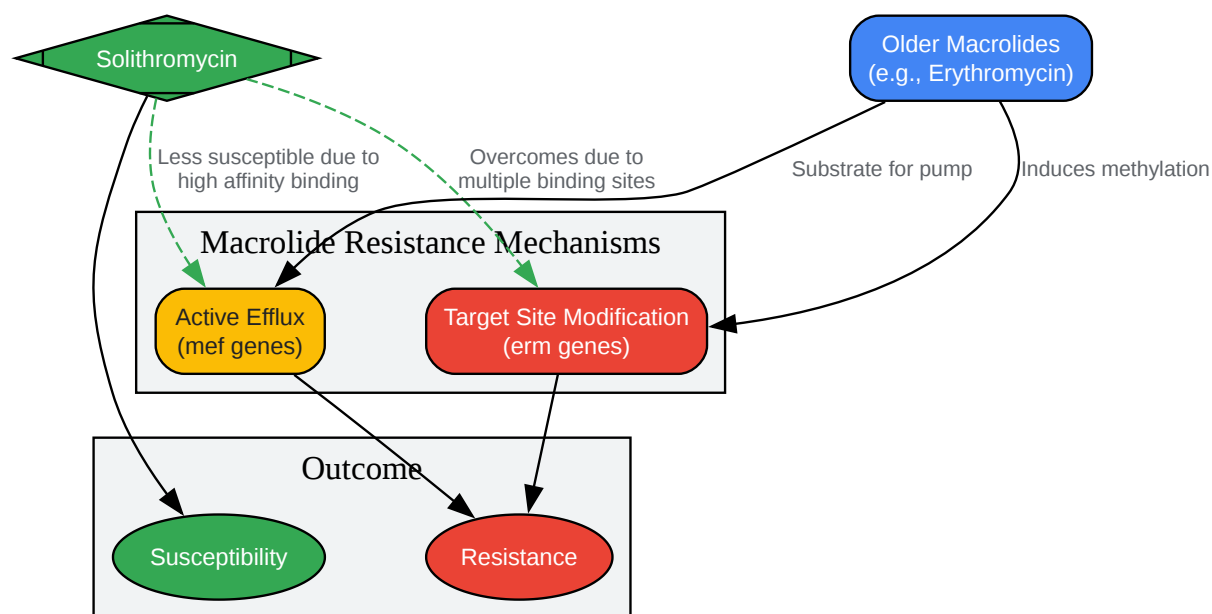 Solithromycin
Older Macrolides
(e.g., Erythromycin)
Less susceptible due to
high affinity binding
Overcomes due to
multiple binding sites
Substrate for pump
Induces methylation
Macrolide Resistance Mechanisms
Active Efflux
(mef genes)
Target Site Modification
(erm genes)
Outcome
Susceptibility
Resistance